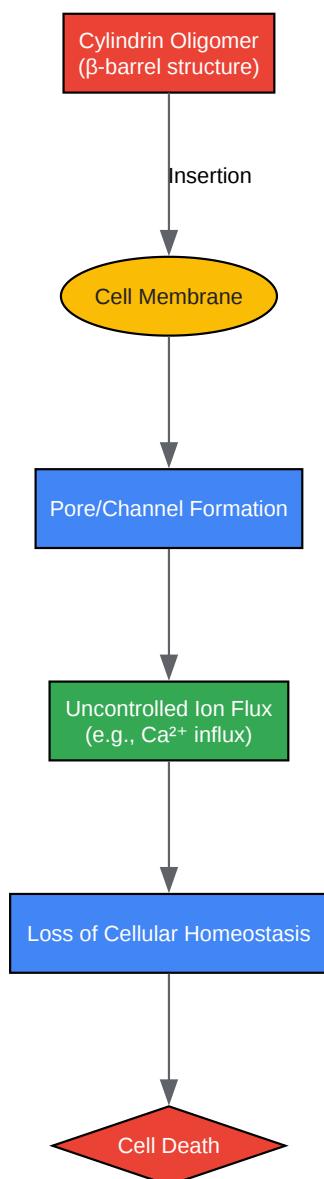 Cylindrin Oligomer
(β-barrel structure)
Insertion
Cell Membrane
Pore/Channel Formation
Uncontrolled Ion Flux
(e.g., Ca²⁺ influx)
Loss of Cellular Homeostasis
Cell Death